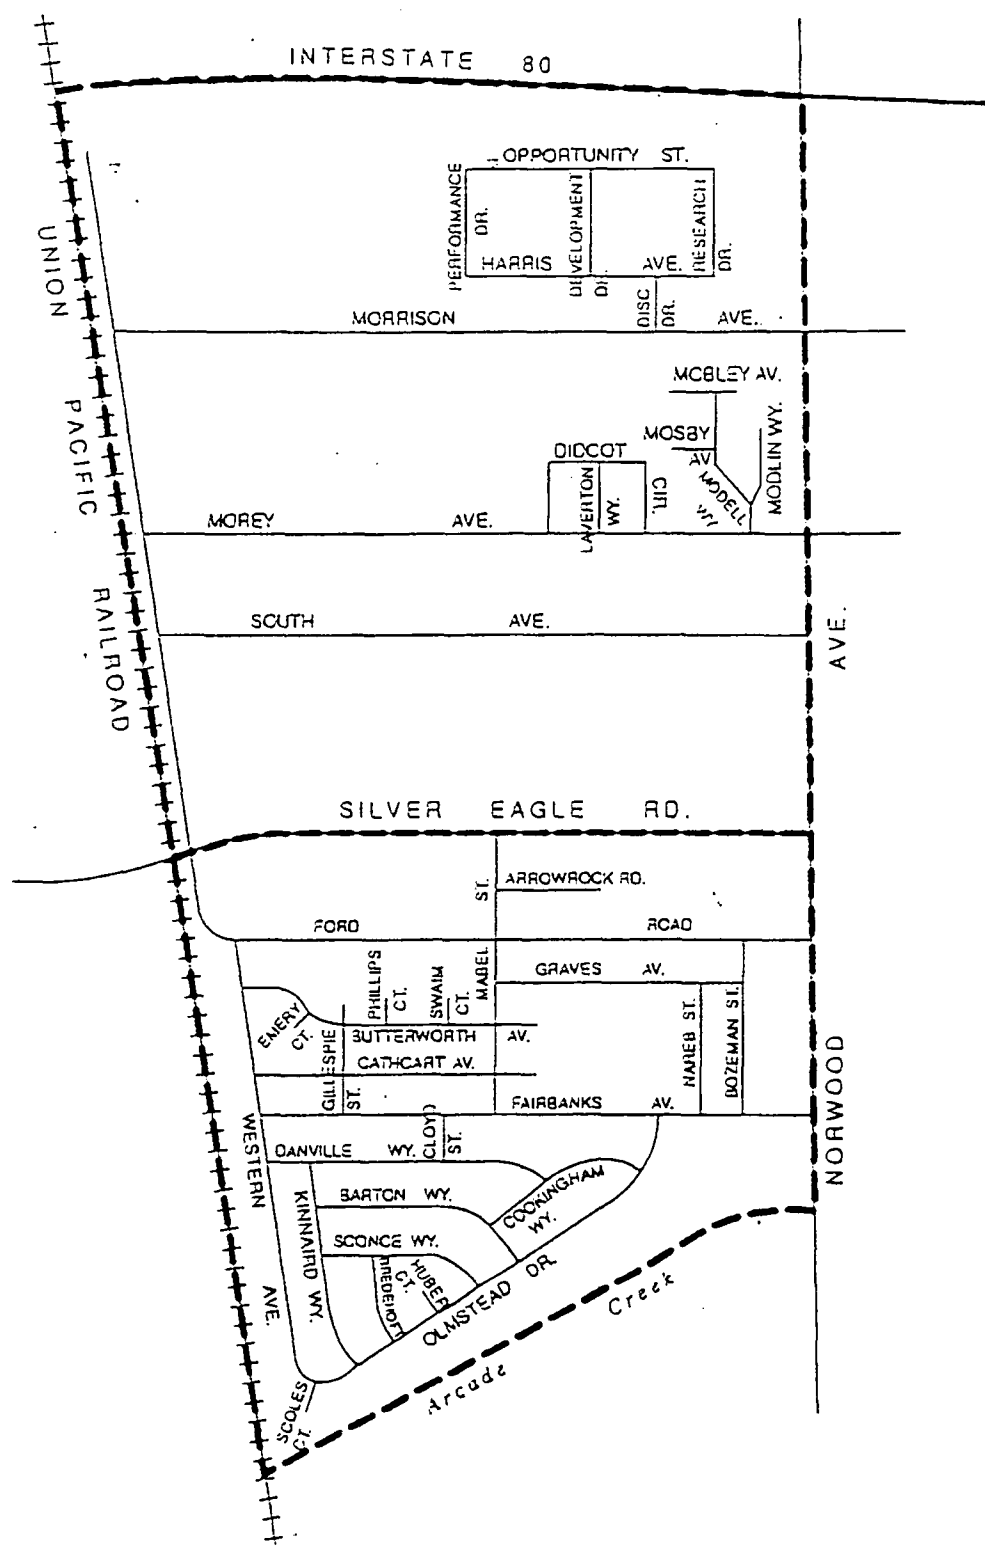 INTERSTATE 80
OPPORTUNITY ST.
PERFORMANCE DR.
DEVELOPMENT DR.
RESEARCH DR.
HARRIS AVE.
DISC DR.
UNION PACIFIC RAILROAD
MORRISON AVE.
MOBLEY AV.
MOSBY AV
MODLIN WY.
MODELL WY
DIDCOT CIR.
LAVERTON WY.
MOREY AVE.
SOUTH AVE.
NORWOOD AVE.
SILVER EAGLE RD.
ARROWROCK RD.
MABEL ST.
FORD ROAD
PHILLIPS CT.
SWAIM CT.
GRAVES AV.
EMERY CT.
GILLESPIE ST.
BUTTERWORTH AV.
CATHCART AV.
NAREB ST.
BOZEMAN ST.
FAIRBANKS AV.
WESTERN AVE.
DANVILLE WY.
CLOYD ST.
KINNAIRD WY.
BARTON WY.
COOKINGHAM WY.
SCONCE WY.
BREDEHOFT
HUBER CT.
OLMSTEAD DR.
SCOLES CT.
Arcade Creek